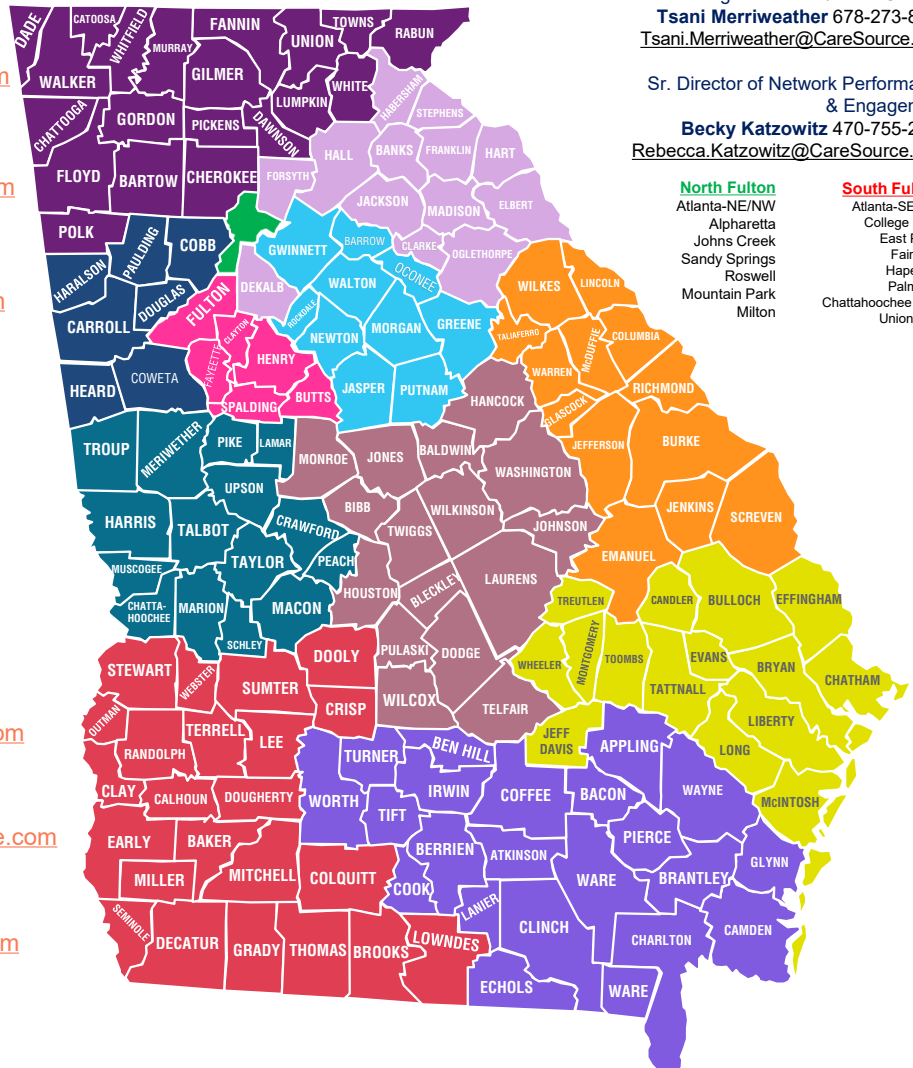 Tsani Merriweather 678-273-8
Tsani.Merriweather@CareSource.
Sr. Director of Network Performa
& Engager
Becky Katzowitz 470-755-2
Rebecca.Katzowitz@CareSource.
North Fulton
Atlanta-NE/NW
Alpharetta
Johns Creek
Sandy Springs
Roswell
Mountain Park
Milton
South Ful
Atlanta-SE
College
East P
Fair
Hape
Palm
Chattahoochee
Union
m
om
m
om
e.com
m
DADE
CATOOSA
WHITFIELD
MURRAY
FANNIN
UNION
TOWNS
RABUN
WALKER
GILMER
WHITE
HABERSHAM
LUMPKIN
STEPHENS
CHATTOOGA
GORDON
PICKENS
DAWNSON
HALL
BANKS
FRANKLIN
HART
FLOYD
BARTOW
CHEROKEE
FORSYTH
JACKSON
MADISON
ELBERT
POLK
PAULDING
COBB
GWINNETT
BARROW
CLARKE
OGLETHORPE
HARALSON
DOUGLAS
FULTON
DEKALB
WALTON
OCONEE
WILKES
LINCOLN
CARROLL
CLAYTON
ROCKDALE
NEWTON
MORGAN
GREENE
TALIAFERRO
McDUFFIE
COLUMBIA
HEARD
COWETA
FAYEETTE
HENRY
JASPER
PUTNAM
HANCOCK
WARREN
RICHMOND
SPALDING
BUTTS
GLASCOCK
TROUP
MERIWETHER
PIKE
LAMAR
MONROE
JONES
BALDWIN
WASHINGTON
JEFFERSON
BURKE
UPSON
HARRIS
TALBOT
CRAWFORD
BIBB
TWIGGS
WILKINSON
JOHNSON
JENKINS
SCREVEN
MUSCOGEE
TAYLOR
PEACH
HOUSTON
BLECKLEY
LAURENS
EMANUEL
CHATTA-
HOOCHEE
MARION
MACON
TREUTLEN
CANDLER
BULLOCH
EFFINGHAM
SCHLEY
DOOLY
PULASKI
DODGE
WHEELER
MONTGOMERY
TOOMBS
EVANS
BRYAN
CHATHAM
STEWART
WEBSTER
SUMTER
CRISP
WILCOX
TELFAIR
TATTNALL
LIBERTY
OUTMAN
TERRELL
LEE
RANDOLPH
TURNER
BEN HILL
JEFF
DAVIS
APPLING
LONG
CLAY
CALHOUN
DOUGHERTY
WORTH
TIFT
IRWIN
COFFEE
BACON
WAYNE
McINTOSH
EARLY
BAKER
BERRIEN
ATKINSON
PIERCE
GLYNN
MILLER
MITCHELL
COLQUITT
COOK
WARE
BRANTLEY
SEMINOLE
DECATUR
GRADY
THOMAS
BROOKS
LOWNDES
LANIER
CLINCH
CHARLTON
CAMDEN
ECHOLS
WARE